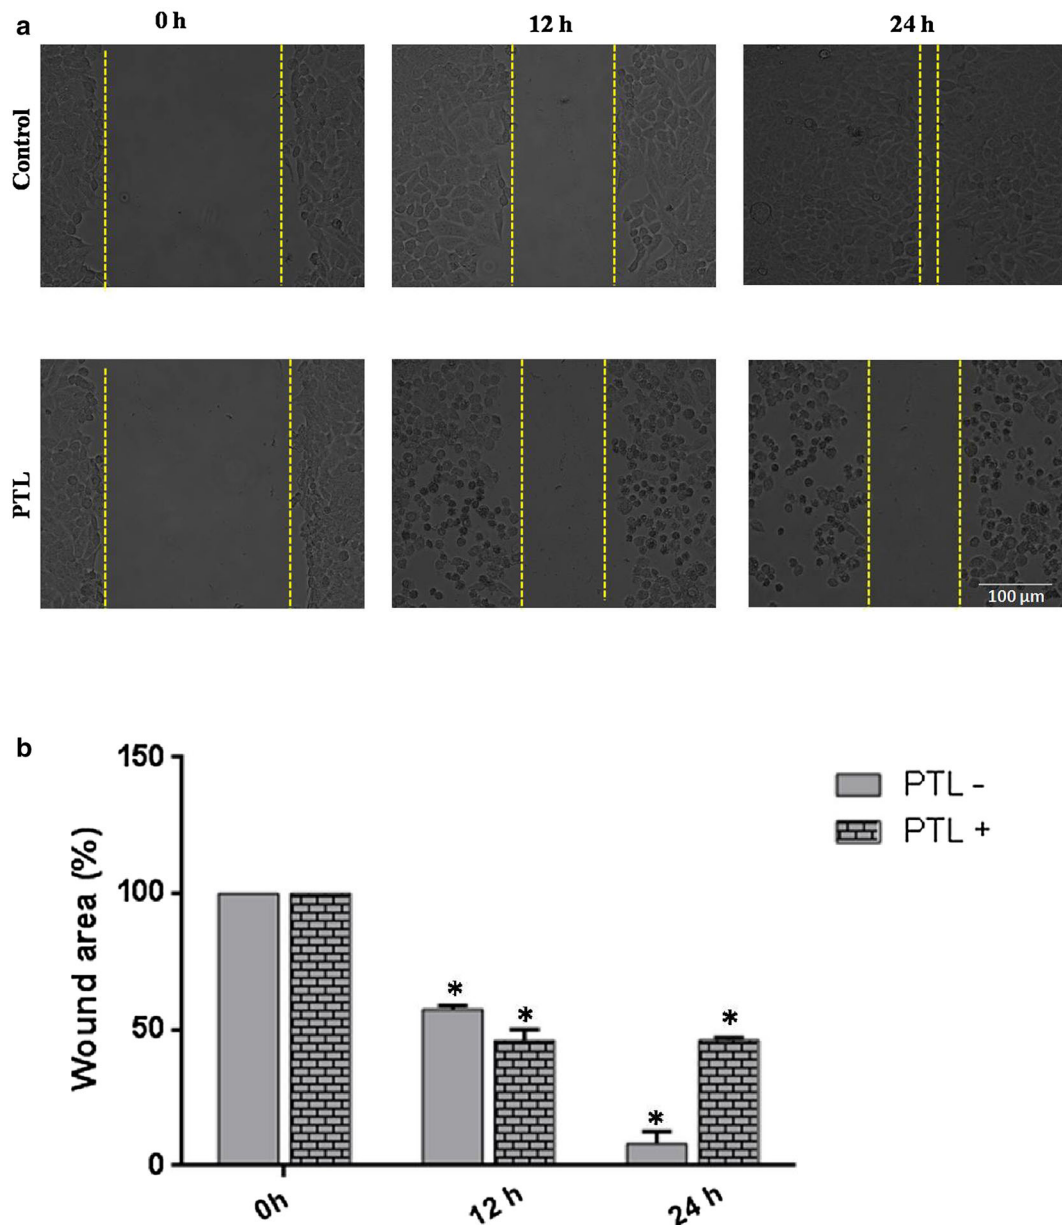 a
0 h 12 h 24 h
Control
PTL
100 µm
b
150
100
50
0
Wound area (%)
PTL -
PTL +
*
*
*
*
0h 12 h 24 h